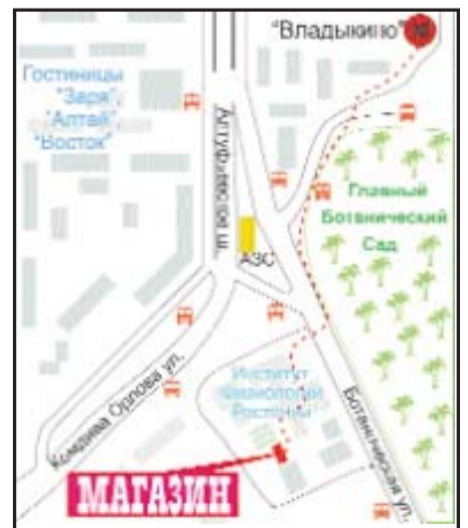 "Владыкино" М
Гостиницы
"Заря",
"Алтай",
"Восток"
Алтуфьевское ш.
Главный
Ботанический
Сад
АЗС
Институт
Физиологии
Растений
Комдива Орлова ул.
Ботаническая ул.
МАГАЗИН